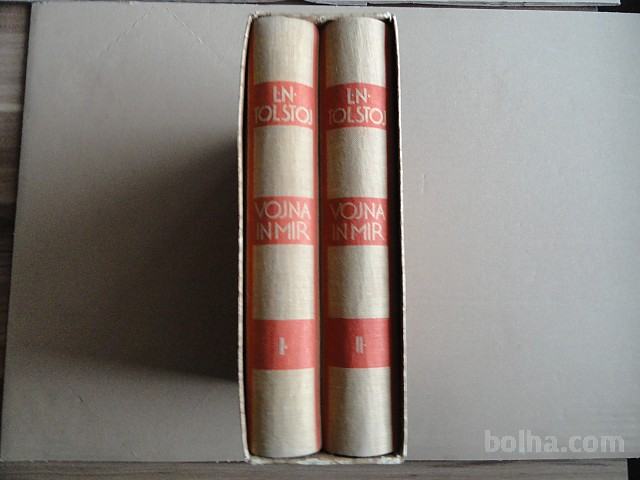 L·N·
TOLSTOJ
VOJNA
IN MIR
I·
L·N·
TOLSTOJ
VOJNA
IN MIR
II·
bolha.com